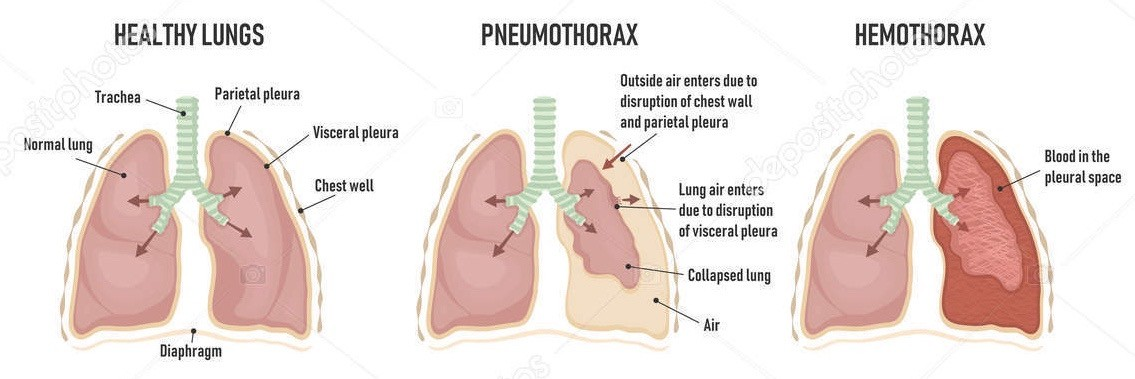 HEALTHY LUNGS
Trachea
Parietal pleura
Visceral pleura
Normal lung
Chest well
Diaphragm
PNEUMOTHORAX
Outside air enters due to
disruption of chest wall
and parietal pleura
Lung air enters
due to disruption
of visceral pleura
Collapsed lung
Air
HEMOTHORAX
Blood in the
pleural space
depositphotos
depositphotos